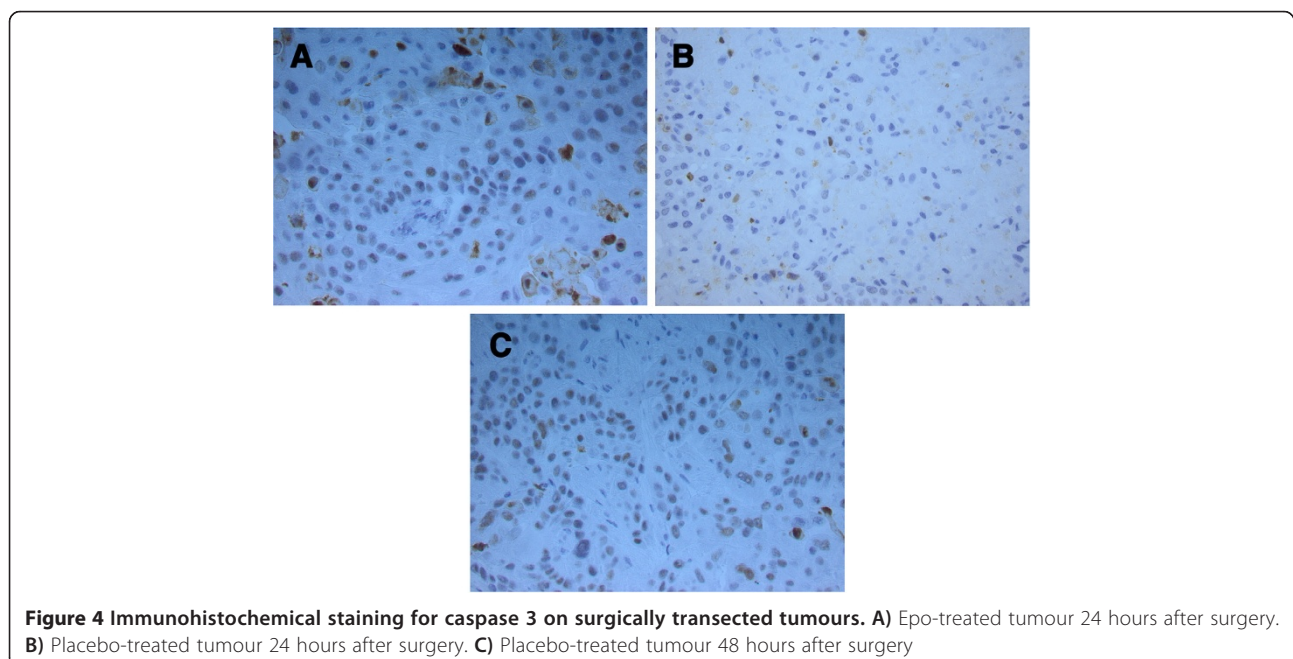 A
B
C
Figure 4 Immunohistochemical staining for caspase 3 on surgically transected tumours. A) Epo-treated tumour 24 hours after surgery.
B) Placebo-treated tumour 24 hours after surgery. C) Placebo-treated tumour 48 hours after surgery